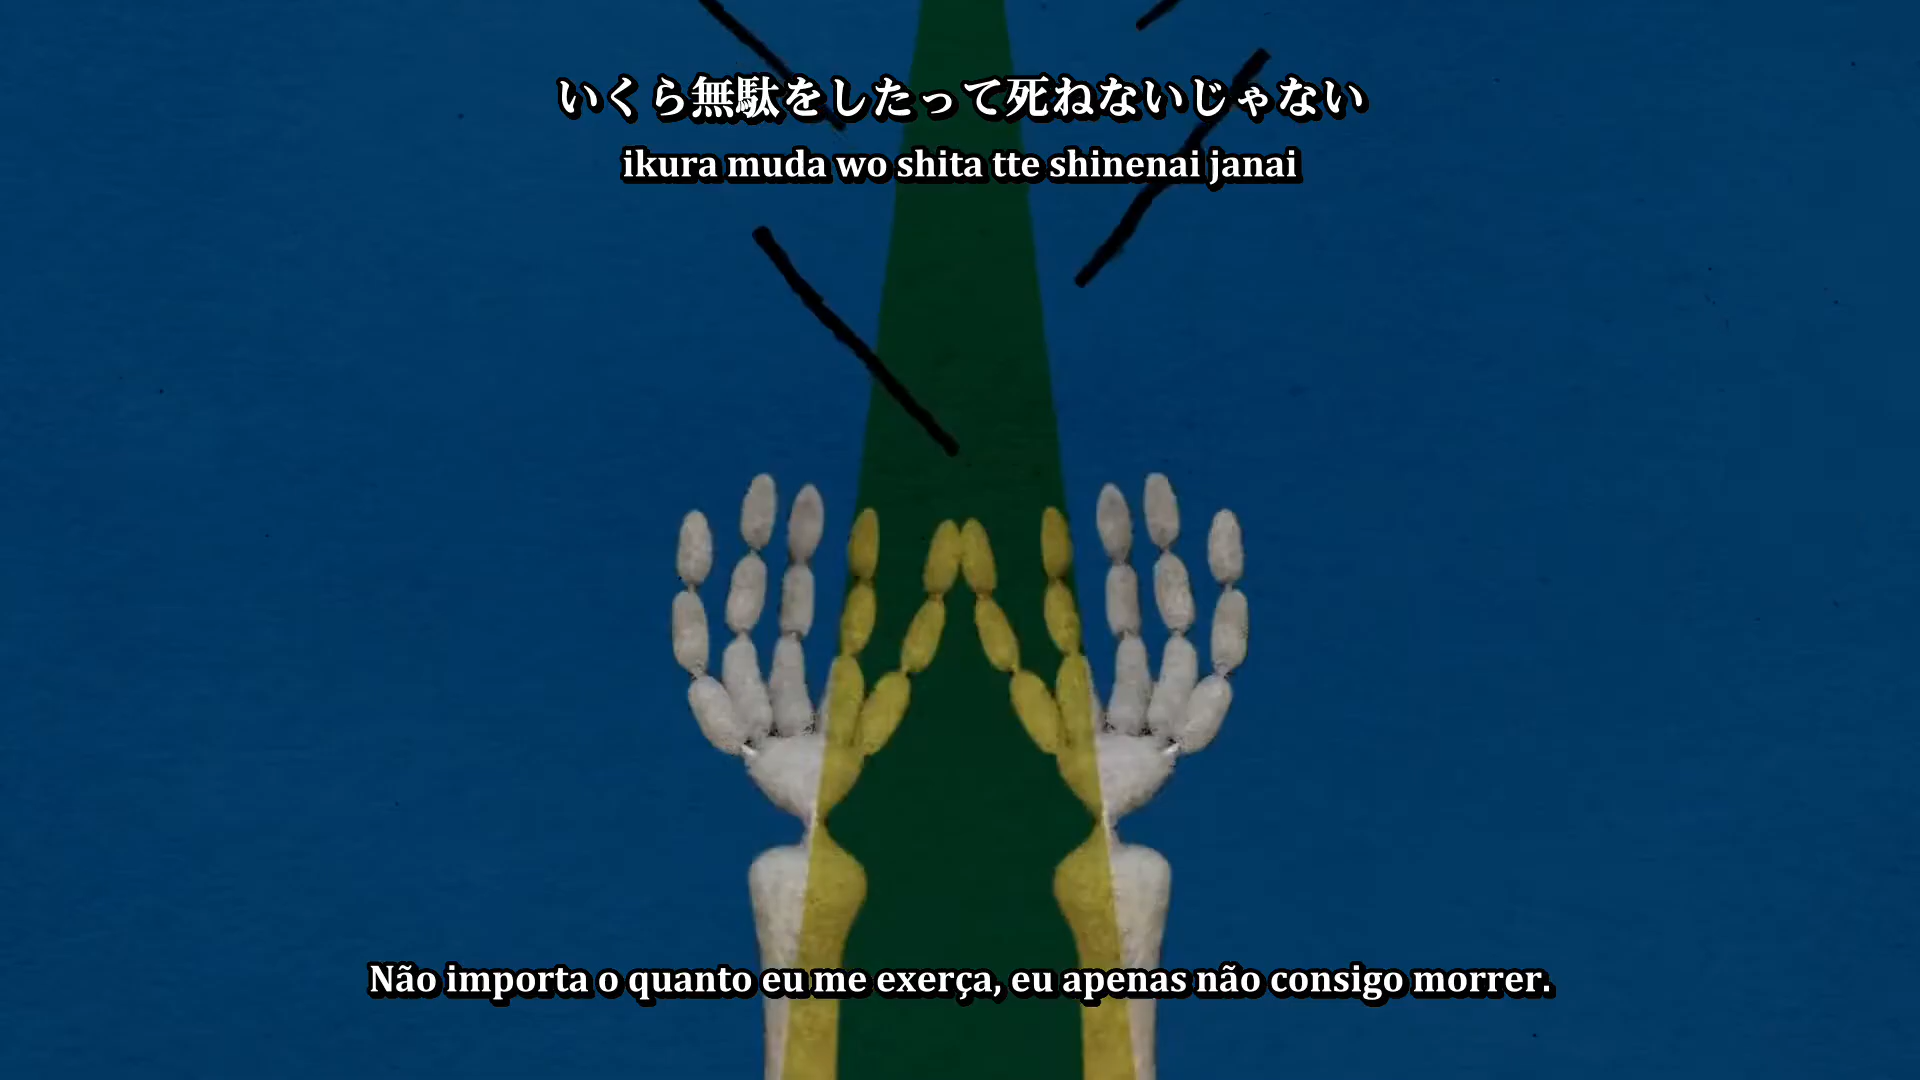 いくら無駄をしたって死ねないじゃない
ikura muda wo shita tte shinenai janai
Não importa o quanto eu me exerça, eu apenas não consigo morrer.